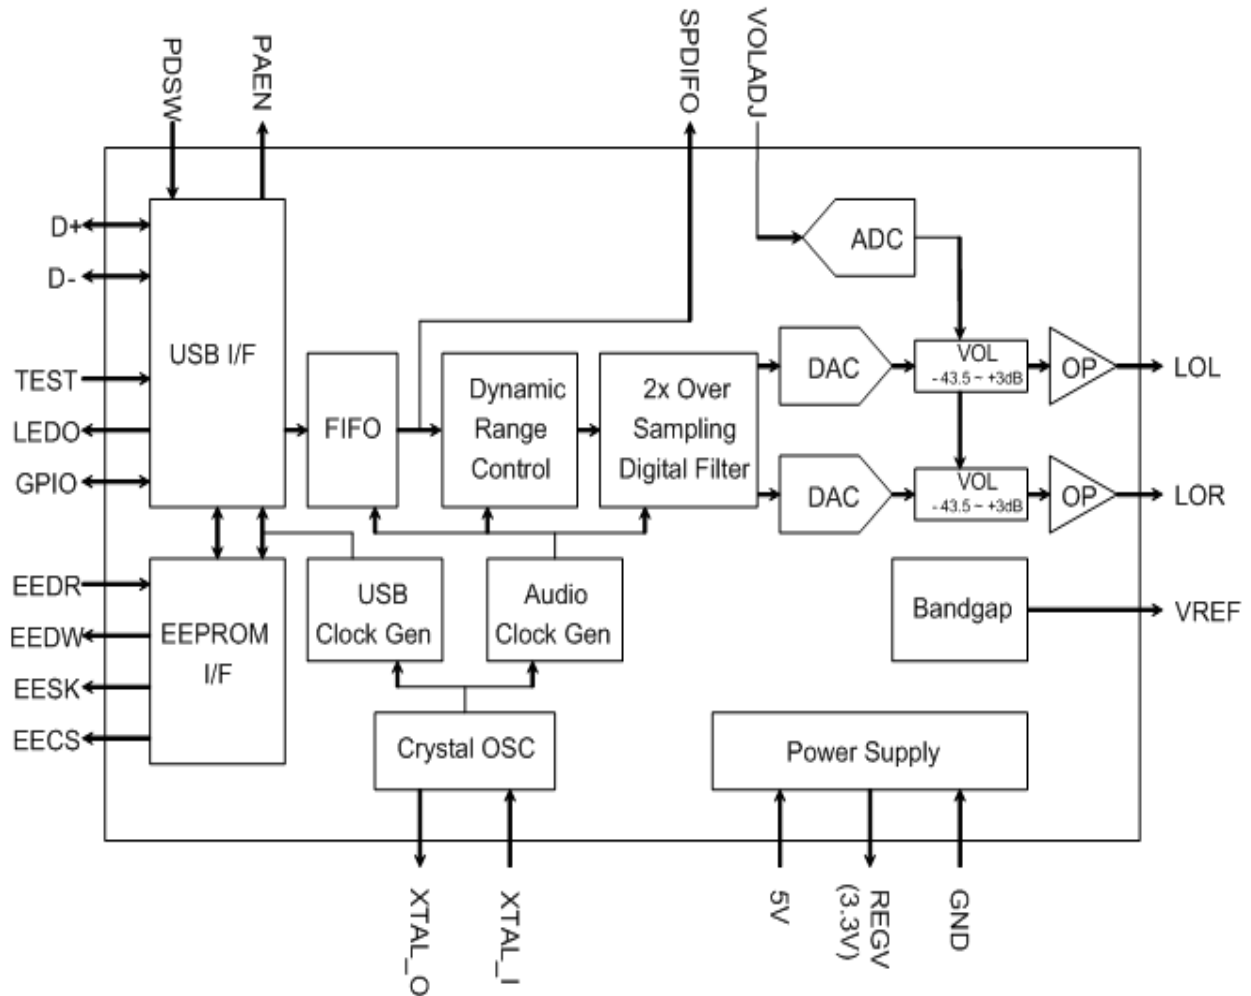 PDSW
PAEN
SPDIFO
VOLADJ
D+
D-
TEST
LEDO
GPIO
USB I/F
FIFO
Dynamic
Range
Control
2x Over
Sampling
Digital Filter
ADC
DAC
VOL
-43.5 ~ +3dB
OP
LOL
DAC
VOL
-43.5 ~ +3dB
OP
LOR
EEDR
EEDW
EESK
EECS
EEPROM
I/F
USB
Clock Gen
Audio
Clock Gen
Bandgap
VREF
Crystal OSC
Power Supply
XTAL_O
XTAL_I
5V
REGV
(3.3V)
GND